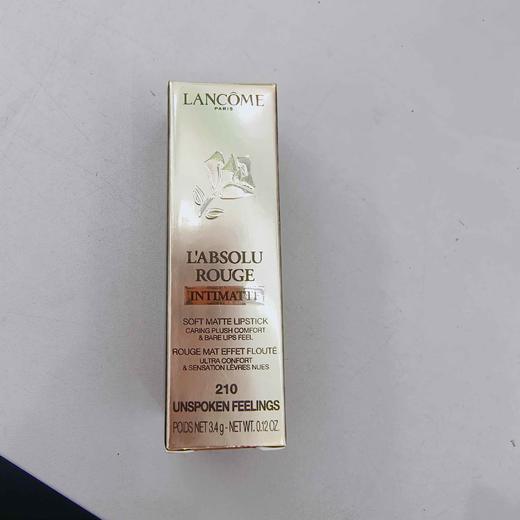 LANCÔME
PARIS
L'ABSOLU
ROUGE
INTIMATTE
SOFT MATTE LIPSTICK
CARING PLUSH COMFORT
& BARE LIPS FEEL
ROUGE MAT EFFET FLOUTÉ
ULTRA CONFORT
& SENSATION LÈVRES NUES
210
UNSPOKEN FEELINGS
POIDS NET 3.4 g - NET WT. 0.12 OZ.